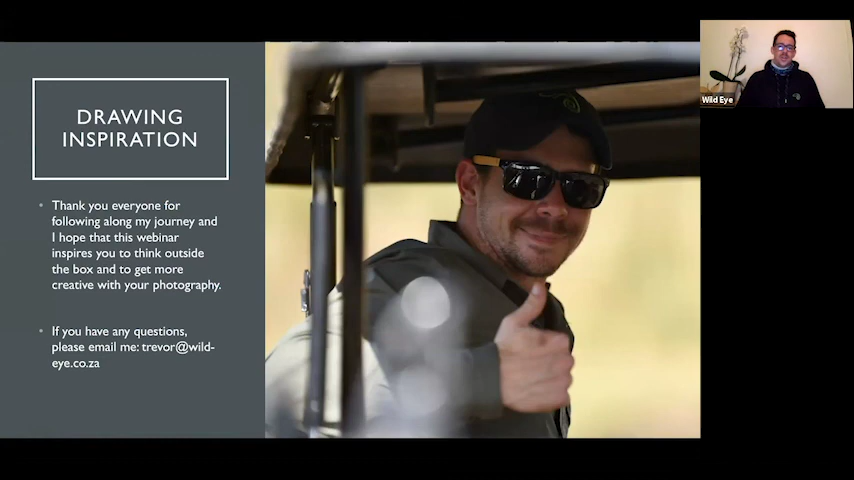 DRAWING
INSPIRATION
Thank you everyone for
following along my journey and
I hope that this webinar
inspires you to think outside
the box and to get more
creative with your photography.
If you have any questions,
please email me: trevor@wild-
eye.co.za
Wild Eye